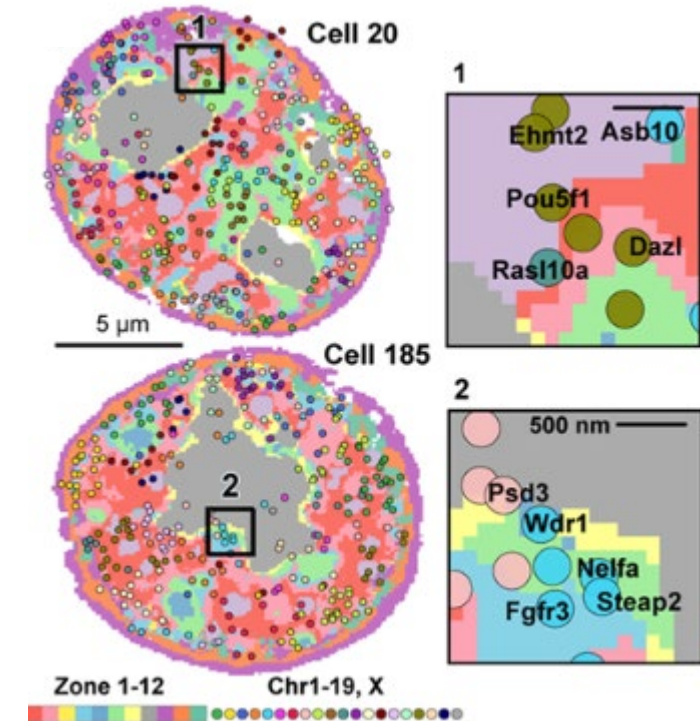 Cell 20
1
1
Ehmt2
Asb10
Pou5f1
Dazl
Rasl10a
5 µm
Cell 185
2
2
500 nm
Psd3
Wdr1
Nelfa
Fgfr3
Steap2
Zone 1-12
Chr1-19, X